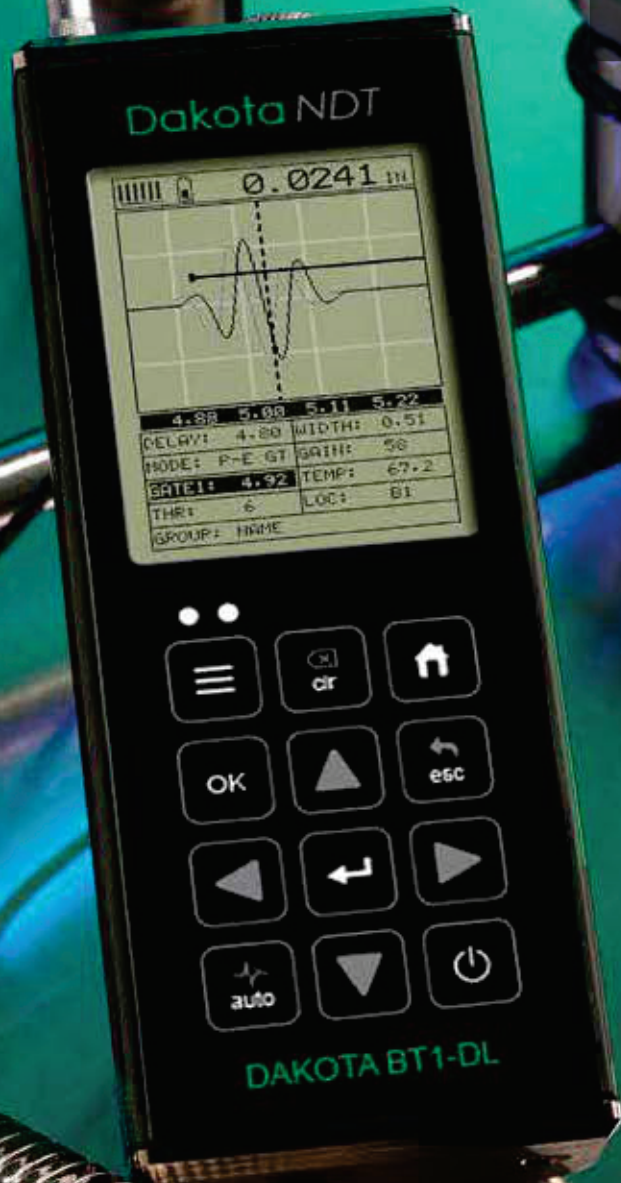 Dakota NDT
0.0241 IN
4.88 5.00 5.11 5.22
DELAY: 4.80 WIDTH: 0.51
MODE: P-E GT GAIN: 50
GATE1: 4.92 TEMP: 67.2
THR: 6 LOC: B1
GROUP: NAME
clr
OK
esc
auto
DAKOTA BT1-DL